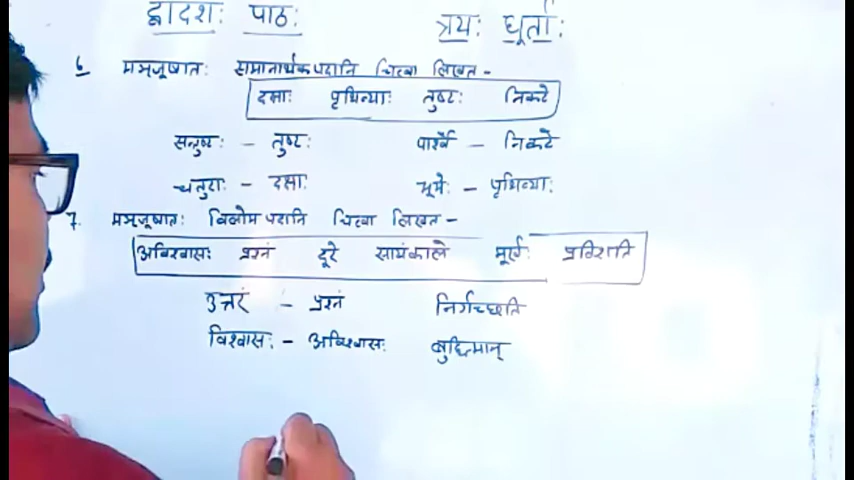 द्वादशः पाठः त्रयः धूर्ताः
6 मञ्जूषातः सामानार्थकपदानि चित्वा लिखत -
दक्षाः पृथिव्याः तुष्टः निकटे
सन्तुष्टः - तुष्टः पार्श्वे - निकटे
चतुराः - दक्षाः भूमेः - पृथिव्याः
7. मञ्जूषातः विलोमपदानि चित्वा लिखत -
अविश्वासः प्रश्नं दूरे सायंकाले मूर्खः प्रविशति
उत्तरं - प्रश्नं निर्गच्छति
विश्वासः - अविश्वासः बुद्धिमान्